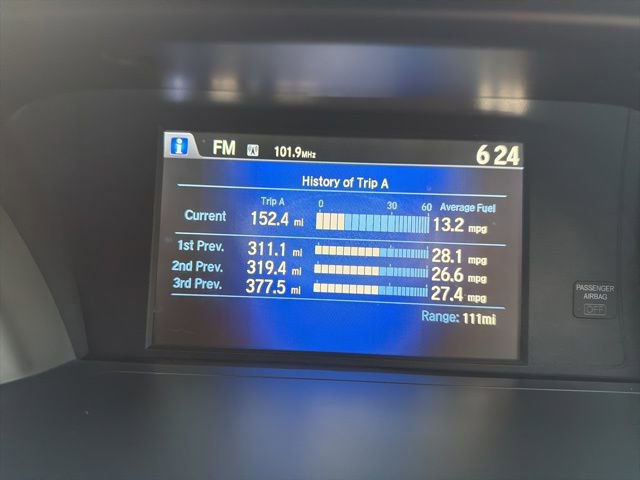 i FM 101.9MHz 6 24
History of Trip A
Trip A 0 30 60 Average Fuel
Current 152.4 mi 13.2 mpg
1st Prev. 311.1 mi 28.1 mpg
2nd Prev. 319.4 mi 26.6 mpg
3rd Prev. 377.5 mi 27.4 mpg
Range: 111mi
PASSENGER
AIRBAG
OFF